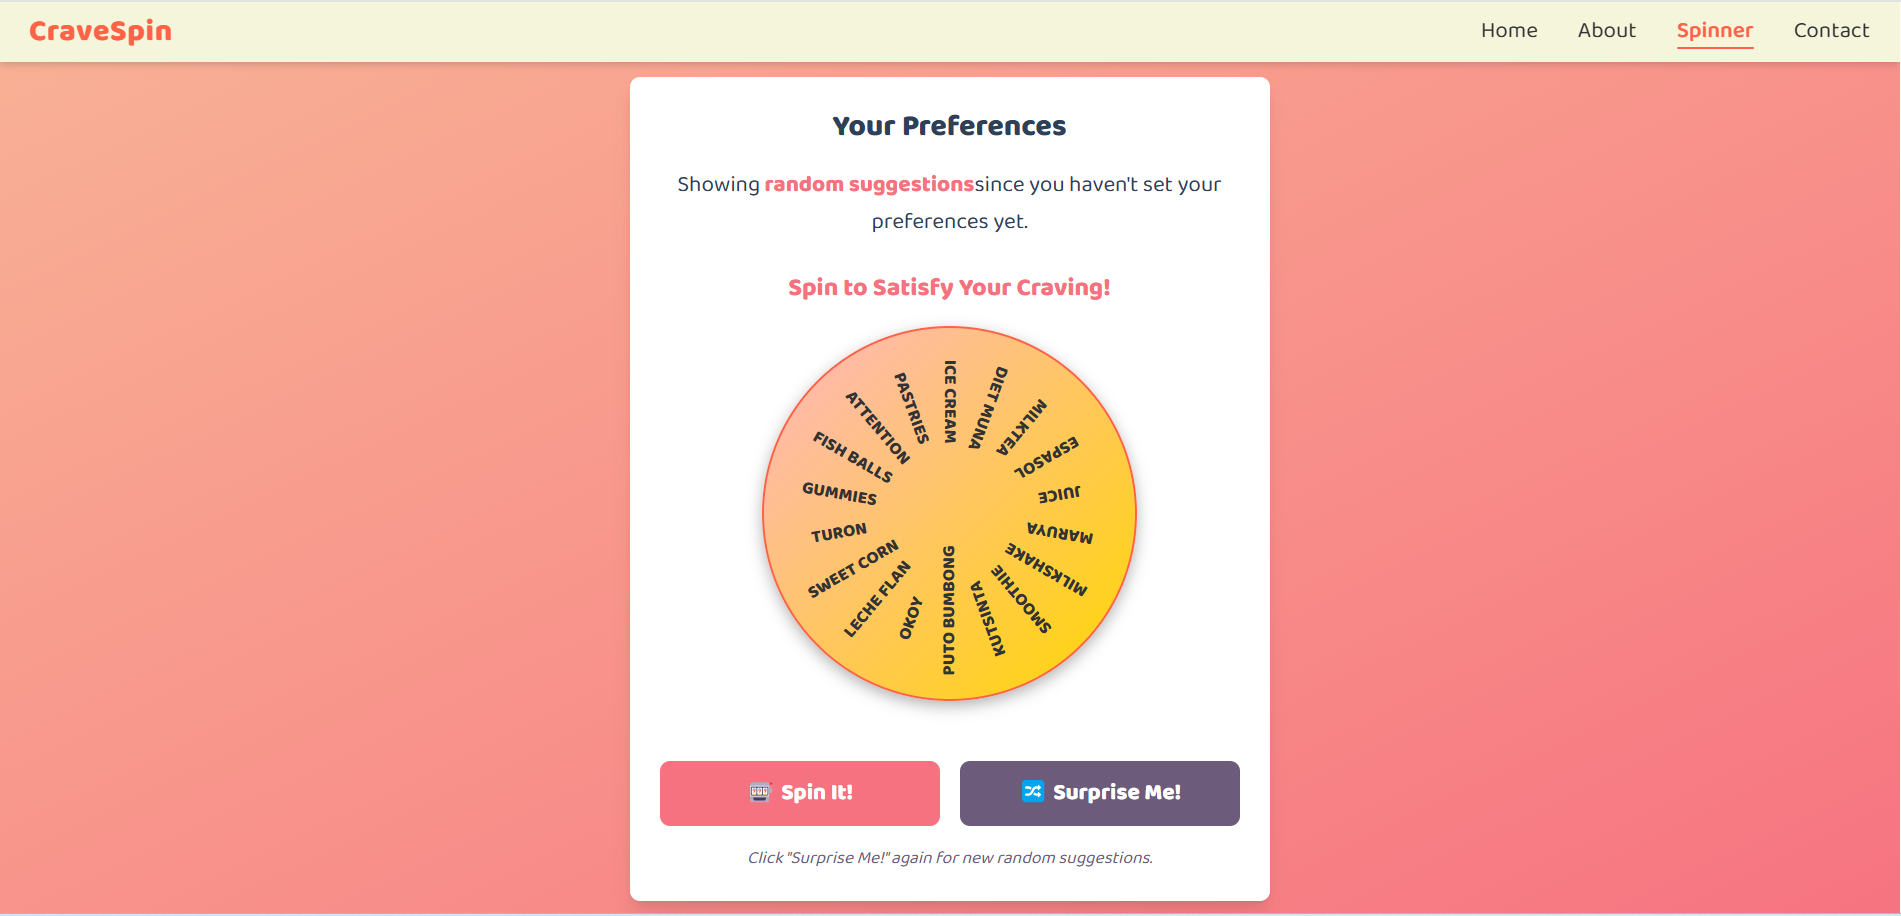 CraveSpin
Home About Spinner Contact
Your Preferences
Showing random suggestionssince you haven't set your
preferences yet.
Spin to Satisfy Your Craving!
ICE CREAM
DIET MUNA
MILKTEA
ESPASOL
JUICE
MARUYA
MILKSHAKE
SMOOTHIE
KUTSINTA
PUTO BUMBONG
OKOY
LECHE FLAN
SWEET CORN
TURON
GUMMIES
FISH BALLS
ATTENTION
PASTRIES
Spin It!
Surprise Me!
Click "Surprise Me!" again for new random suggestions.